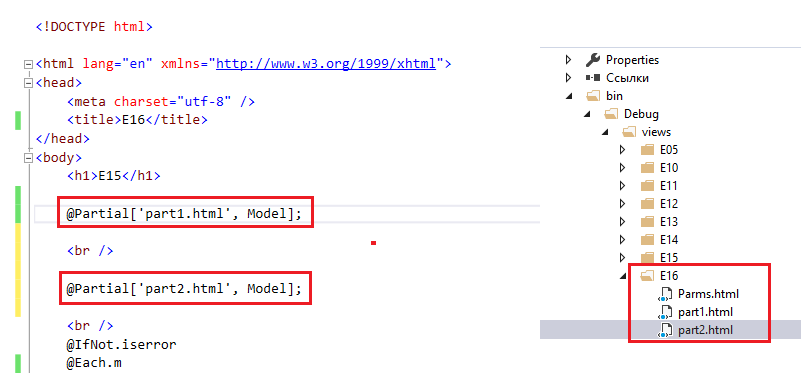 <!DOCTYPE html>
<html lang="en" xmlns="http://www.w3.org/1999/xhtml">
<head>
<meta charset="utf-8" />
<title>E16</title>
</head>
<body>
<h1>E15</h1>
@Partial['part1.html', Model];
<br />
@Partial['part2.html', Model];
<br />
@IfNot.iserror
@Each.m
Properties
Ссылки
bin
Debug
views
E05
E10
E11
E12
E13
E14
E15
E16
Parms.html
part1.html
part2.html